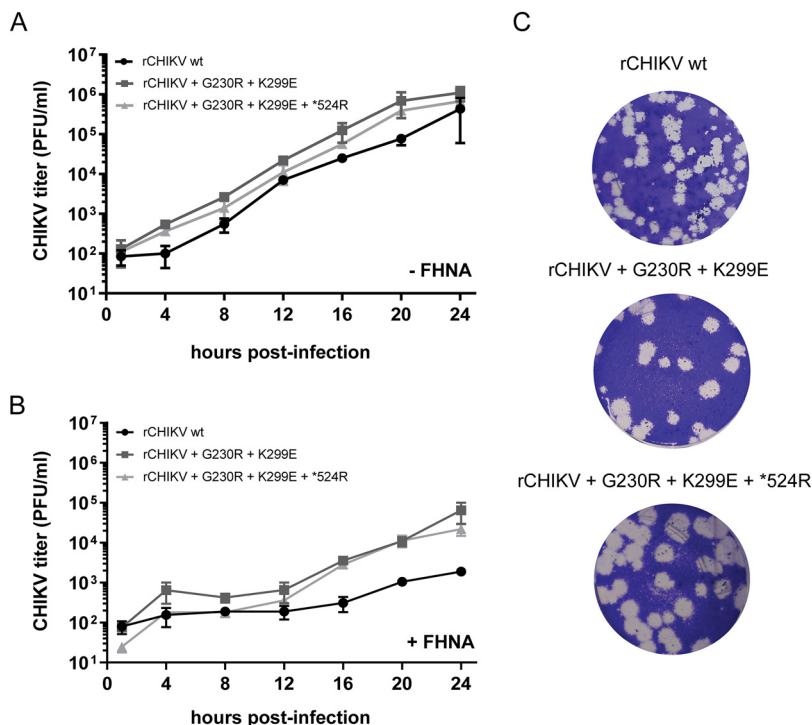 A
rCHIKV wt
rCHIKV + G230R + K299E
rCHIKV + G230R + K299E + *524R
10⁷
10⁶
10⁵
10⁴
10³
10²
10¹
CHIKV titer (PFU/ml)
- FHNA
0 4 8 12 16 20 24
hours post-infection
B
rCHIKV wt
rCHIKV + G230R + K299E
rCHIKV + G230R + K299E + *524R
10⁷
10⁶
10⁵
10⁴
10³
10²
10¹
CHIKV titer (PFU/ml)
+ FHNA
0 4 8 12 16 20 24
hours post-infection
C
rCHIKV wt
rCHIKV + G230R + K299E
rCHIKV + G230R + K299E + *524R